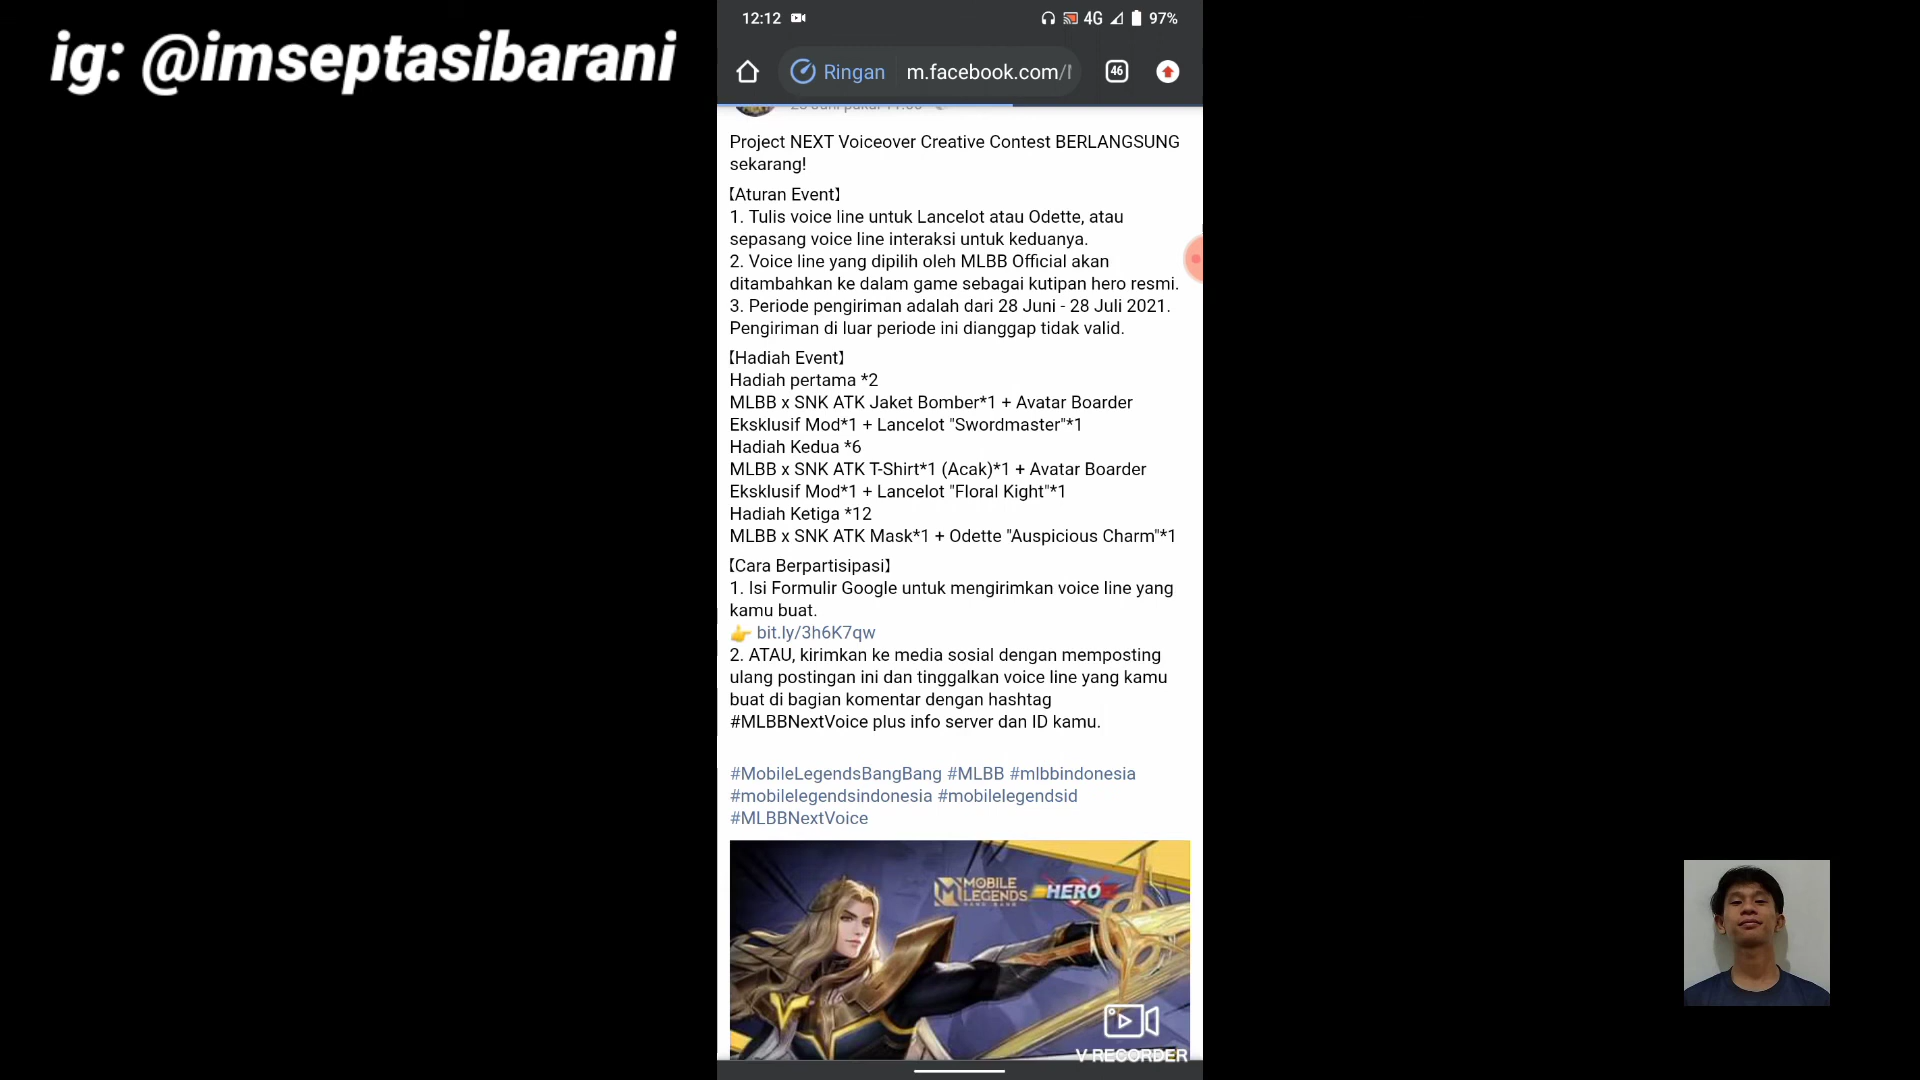 ig: @imseptasibarani
12:12
4G
97%
Ringan
m.facebook.com/
46
Project NEXT Voiceover Creative Contest BERLANGSUNG
sekarang!
【Aturan Event】
1. Tulis voice line untuk Lancelot atau Odette, atau
sepasang voice line interaksi untuk keduanya.
2. Voice line yang dipilih oleh MLBB Official akan
ditambahkan ke dalam game sebagai kutipan hero resmi.
3. Periode pengiriman adalah dari 28 Juni - 28 Juli 2021.
Pengiriman di luar periode ini dianggap tidak valid.
【Hadiah Event】
Hadiah pertama *2
MLBB x SNK ATK Jaket Bomber*1 + Avatar Boarder
Eksklusif Mod*1 + Lancelot "Swordmaster"*1
Hadiah Kedua *6
MLBB x SNK ATK T-Shirt*1 (Acak)*1 + Avatar Boarder
Eksklusif Mod*1 + Lancelot "Floral Kight"*1
Hadiah Ketiga *12
MLBB x SNK ATK Mask*1 + Odette "Auspicious Charm"*1
【Cara Berpartisipasi】
1. Isi Formulir Google untuk mengirimkan voice line yang
kamu buat.
👉 bit.ly/3h6K7qw
2. ATAU, kirimkan ke media sosial dengan memposting
ulang postingan ini dan tinggalkan voice line yang kamu
buat di bagian komentar dengan hashtag
#MLBBNextVoice plus info server dan ID kamu.
#MobileLegendsBangBang #MLBB #mlbbindonesia
#mobilelegendsindonesia #mobilelegendsid
#MLBBNextVoice
MOBILE
LEGENDS
BANG BANG
HERO
V RECORDER